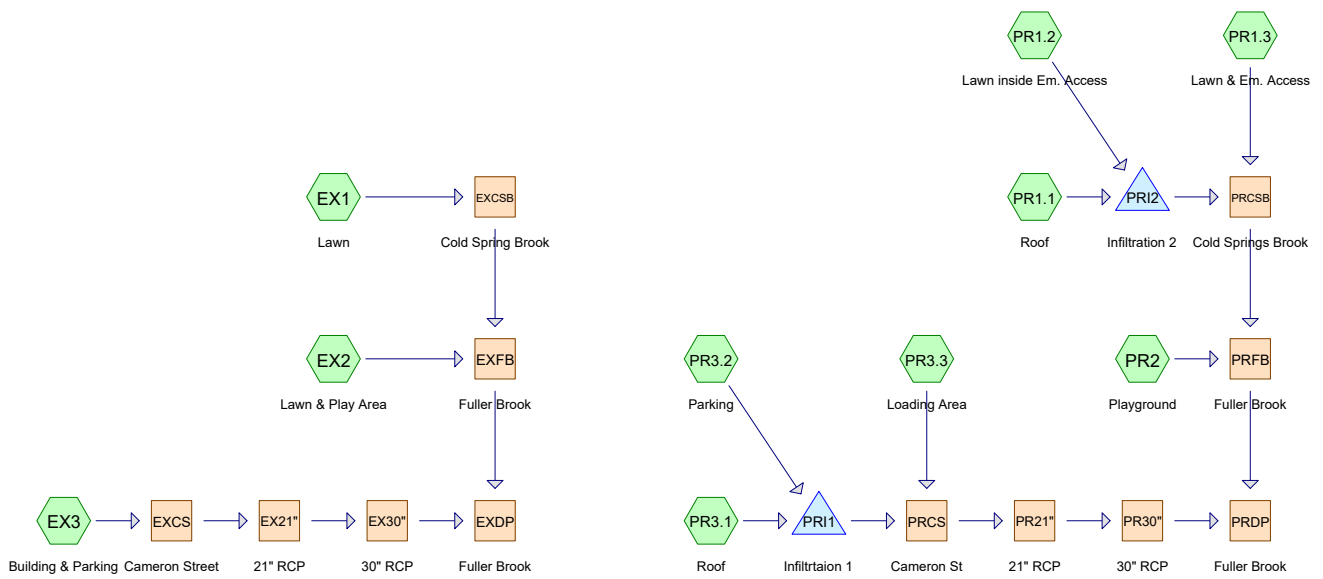 PR1.2
PR1.3
Lawn inside Em. Access
Lawn & Em. Access
EX1
EXCSB
PR1.1
PRI2
PRCSB
Lawn
Cold Spring Brook
Roof
Infiltration 2
Cold Springs Brook
EX2
EXFB
PR3.2
PR3.3
PR2
PRFB
Lawn & Play Area
Fuller Brook
Parking
Loading Area
Playground
Fuller Brook
EX3
EXCS
EX21"
EX30"
EXDP
PR3.1
PRI1
PRCS
PR21"
PR30"
PRDP
Building & Parking
Cameron Street
21" RCP
30" RCP
Fuller Brook
Roof
Infiltrtaion 1
Cameron St
21" RCP
30" RCP
Fuller Brook